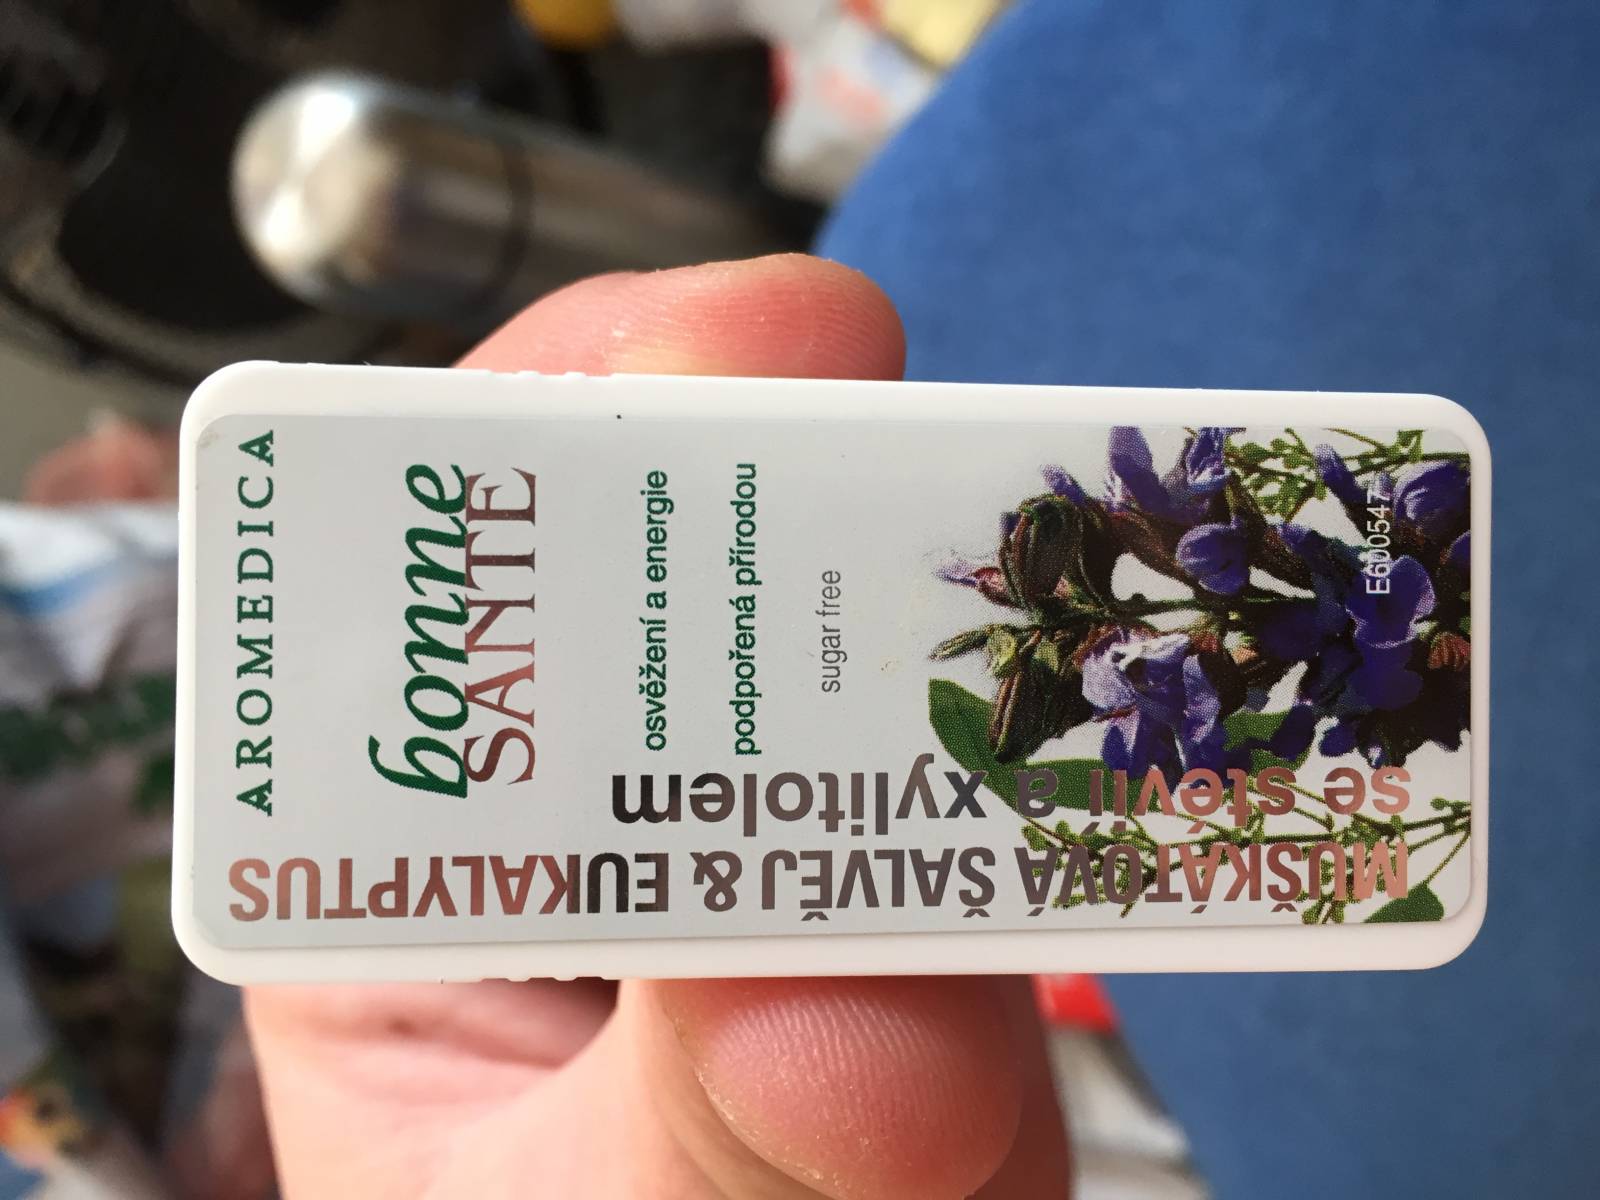 AROMEDICA
bonne
SANTE
osvěžení a energie
podpořená přírodou
sugar free
E600547
MUŠKÁTOVÁ ŠALVĚJ & EUKALYPTUS
se stévií a xylitolem